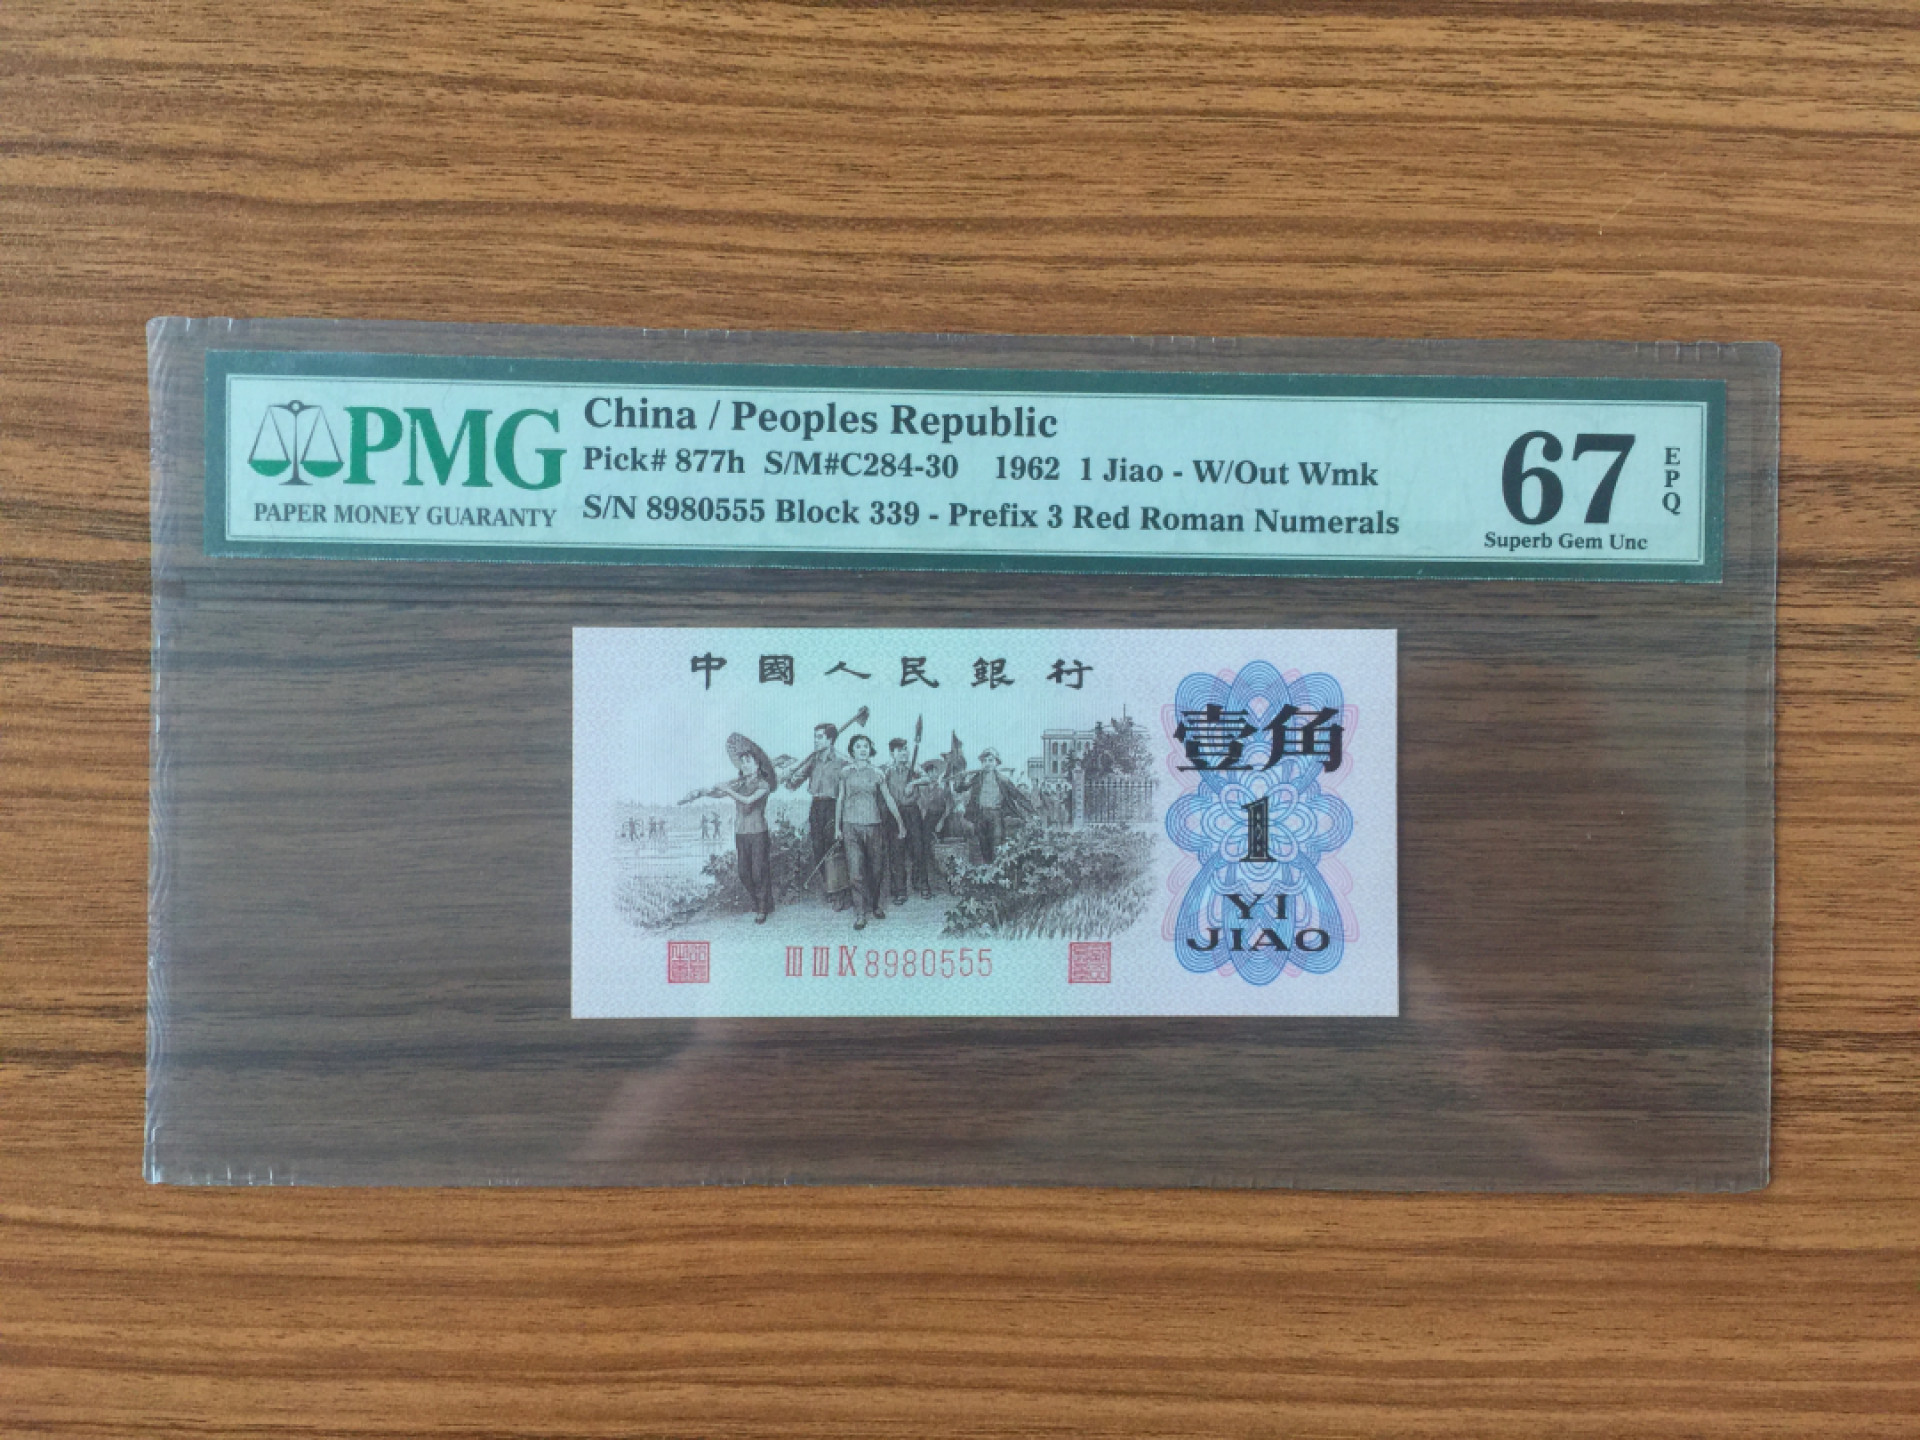 PMG
PAPER MONEY GUARANTY
China / Peoples Republic
Pick# 877h S/M#C284-30 1962 1 Jiao - W/Out Wmk
S/N 8980555 Block 339 - Prefix 3 Red Roman Numerals
67
EPQ
Superb Gem Unc
中國人民銀行
壹角
1
YI
JIAO
III III IX 8980555